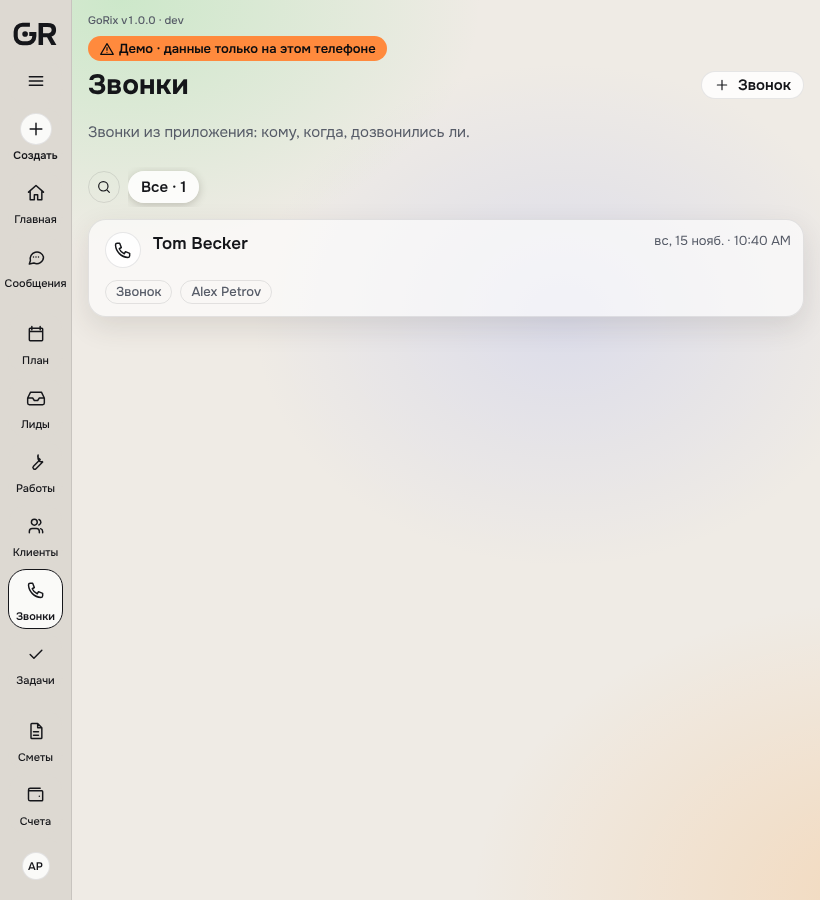 GR
GoRix v1.0.0 · dev
Демо · данные только на этом телефоне
Звонки
Звонок
Звонки из приложения: кому, когда, дозвонились ли.
Все · 1
Tom Becker
вс, 15 нояб. · 10:40 AM
Звонок
Alex Petrov
Создать
Главная
Сообщения
План
Лиды
Работы
Клиенты
Звонки
Задачи
Сметы
Счета
AP